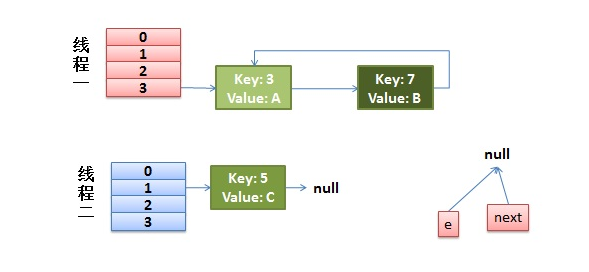 线程一
0
1
2
3
Key: 3
Value: A
Key: 7
Value: B
线程二
0
1
2
3
Key: 5
Value: C
null
null
e
next